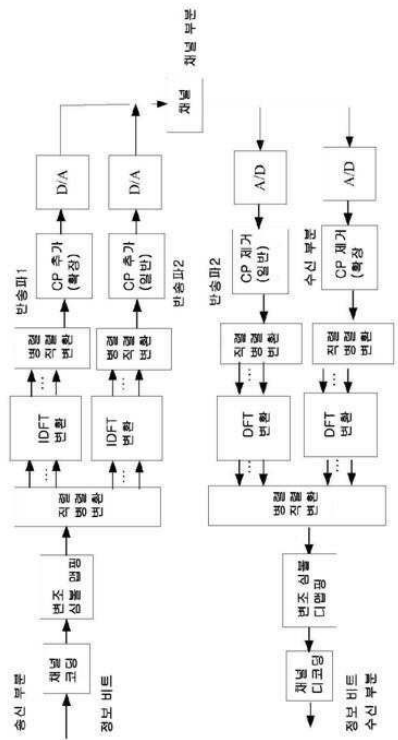 송신 부분
정보 비트
채널
코딩
변조
심볼 맵핑
직렬
병렬
변환
IDFT
변환
IDFT
변환
...
...
병렬
직렬
변환
병렬
직렬
변환
반송파1
CP 추가
(확장)
CP 추가
(일반)
반송파2
D/A
D/A
채널
채널 부분
A/D
A/D
반송파2
CP 제거
(일반)
수신 부분
CP 제거
(확장)
직렬
병렬
변환
직렬
병렬
변환
...
...
DFT
변환
DFT
변환
병렬
직렬
변환
변조 심볼
디맵핑
채널
디코딩
정보 비트
수신 부분